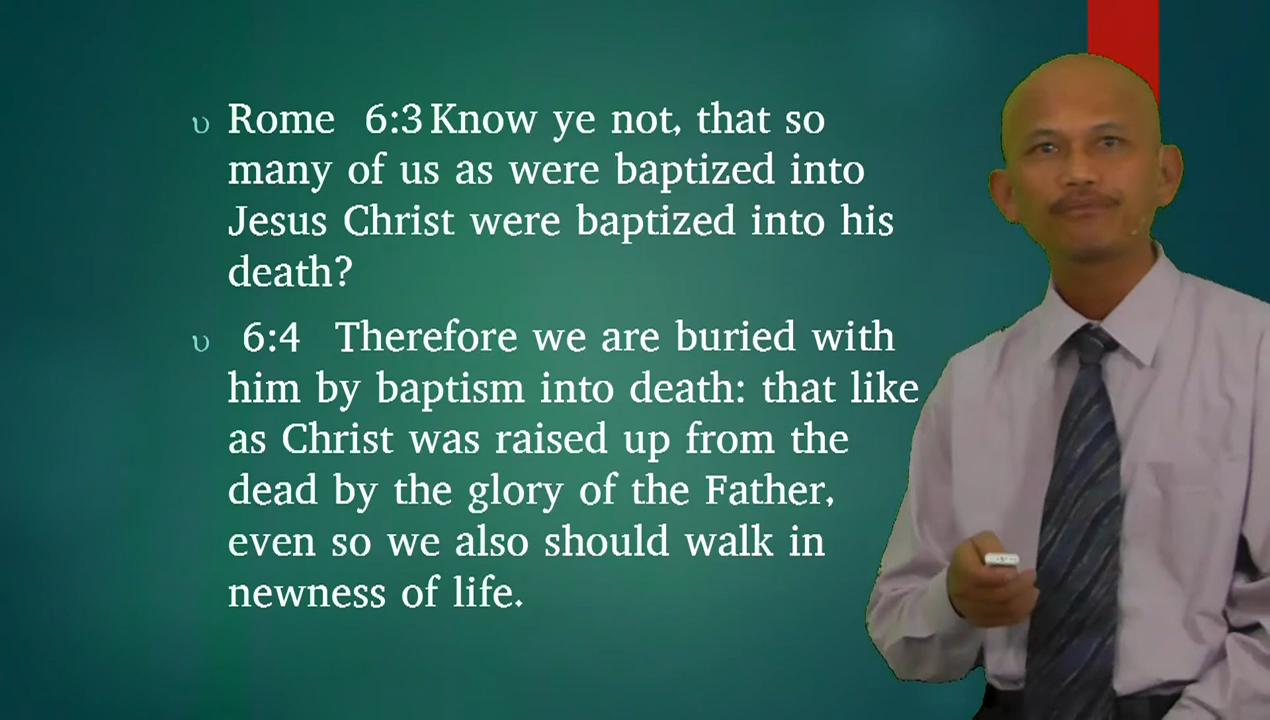 υ Rome 6:3 Know ye not, that so
many of us as were baptized into
Jesus Christ were baptized into his
death?
υ 6:4 Therefore we are buried with
him by baptism into death: that like
as Christ was raised up from the
dead by the glory of the Father,
even so we also should walk in
newness of life.